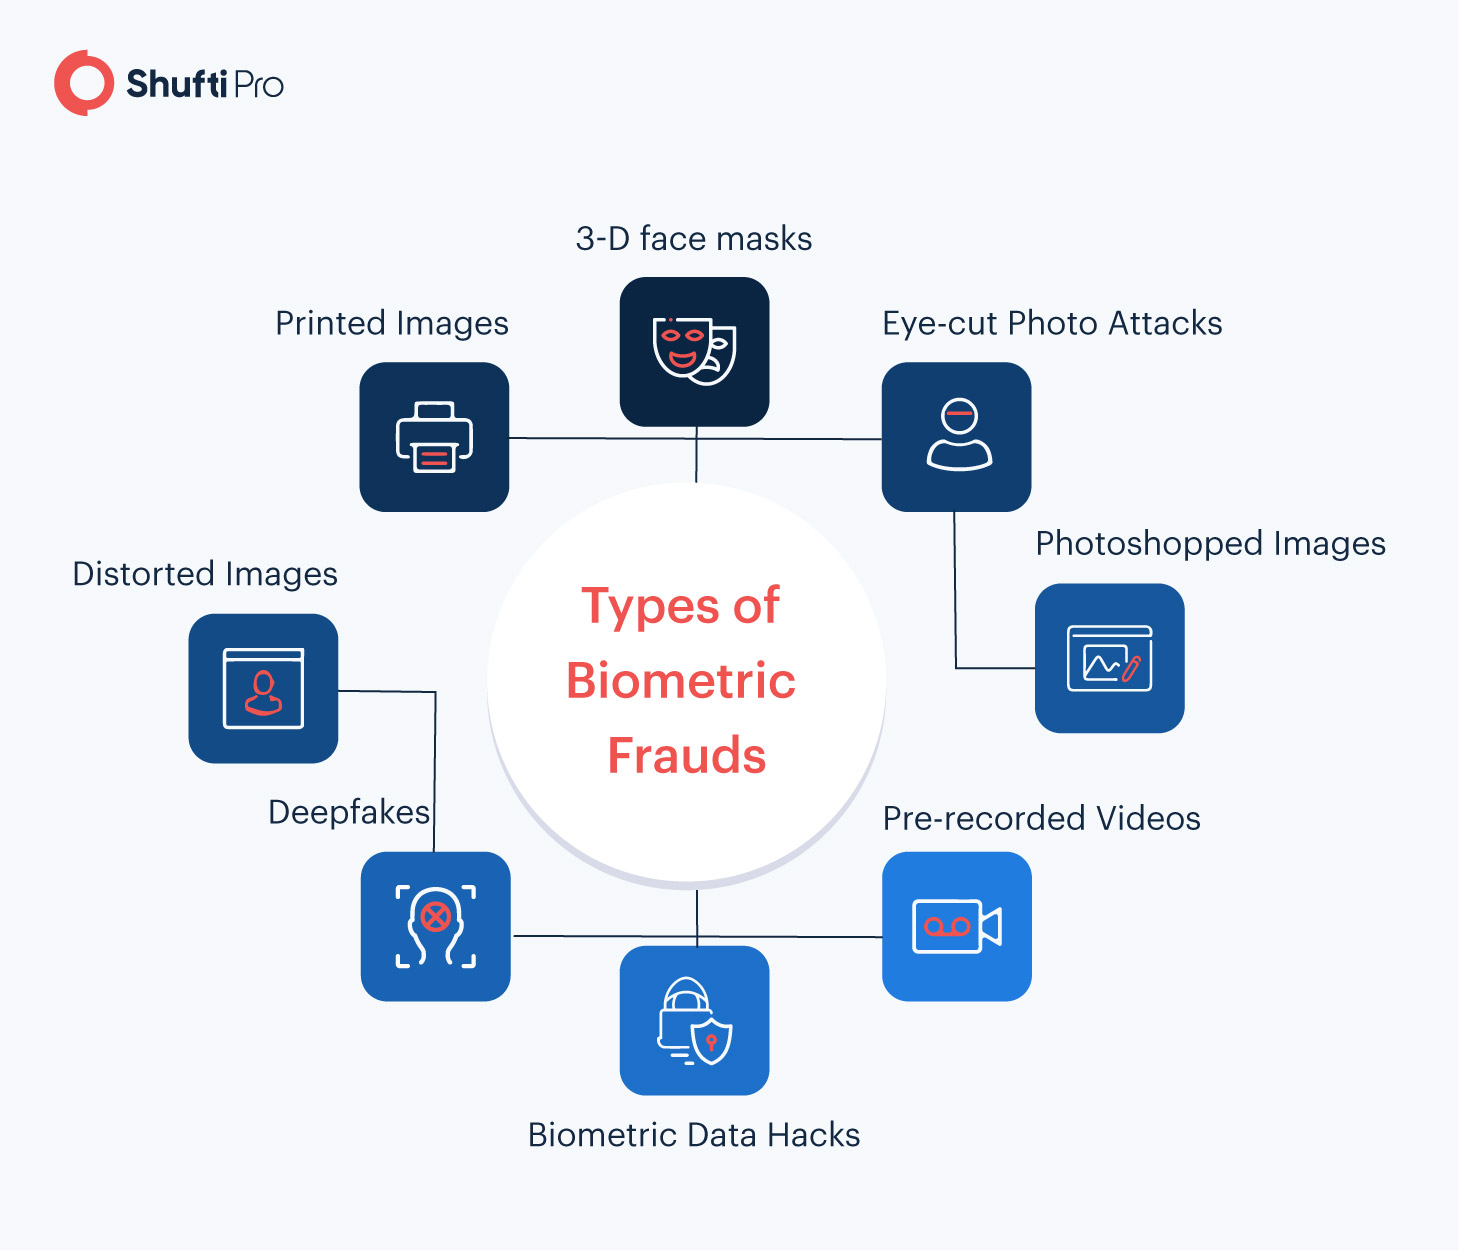 Shufti Pro
3-D face masks
Printed Images
Eye-cut Photo Attacks
Photoshopped Images
Distorted Images
Types of
Biometric
Frauds
Deepfakes
Pre-recorded Videos
Biometric Data Hacks